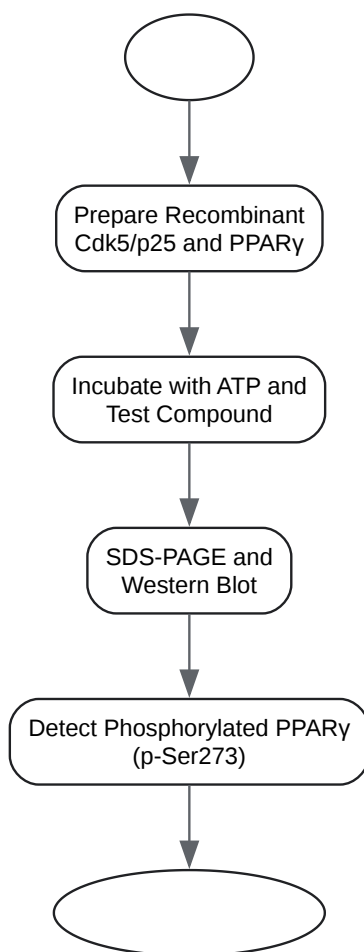 Prepare Recombinant
Cdk5/p25 and PPARγ
Incubate with ATP and
Test Compound
SDS-PAGE and
Western Blot
Detect Phosphorylated PPARγ
(p-Ser273)